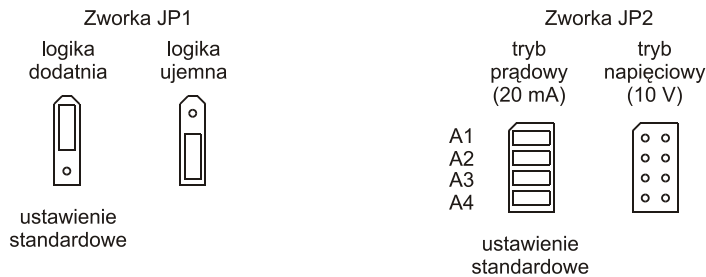 Zworka JP1
logika
dodatnia
logika
ujemna
ustawienie
standardowe
Zworka JP2
tryb
prądowy
(20 mA)
tryb
napięciowy
(10 V)
A1
A2
A3
A4
ustawienie
standardowe